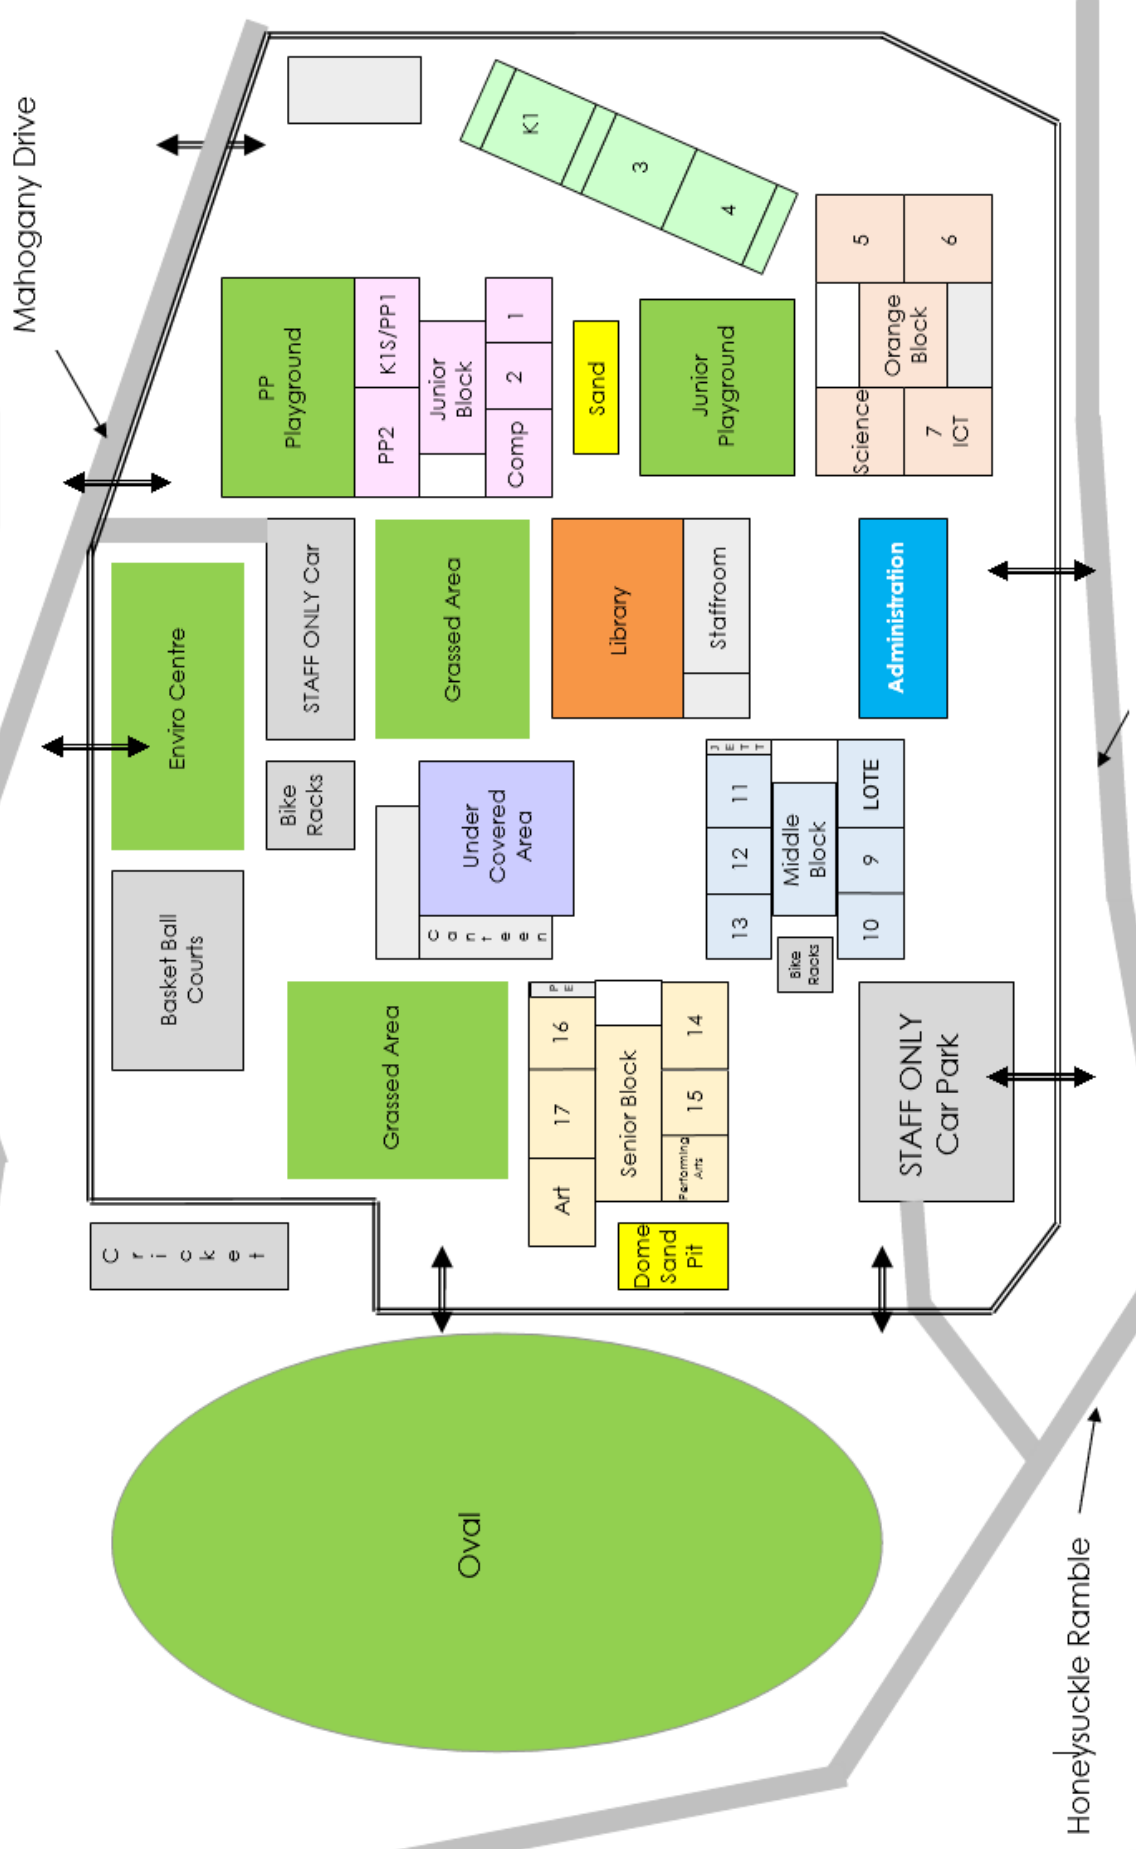 Mahogany Drive
K1
3
4
5
6
Orange
Block
Science
7
ICT
PP
Playground
K1S/PP1
PP2
Junior
Block
1
2
Comp
Sand
Junior
Playground
Enviro Centre
STAFF ONLY Car
Grassed Area
Library
Staffroom
Administration
Bike
Racks
Under
Covered
Area
Canteen
JETT
11
12
13
Middle
Block
LOTE
9
10
Bike
Racks
Basket Ball
Courts
Grassed Area
PE
16
17
Art
Senior Block
14
15
Performing
Arts
STAFF ONLY
Car Park
Cricket
Dome
Sand
Pit
Oval
Honeysuckle Ramble